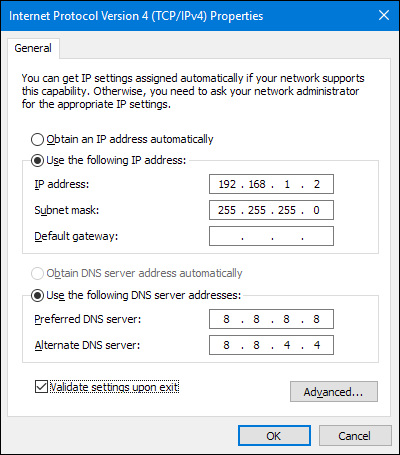 Internet Protocol Version 4 (TCP/IPv4) Properties
General
You can get IP settings assigned automatically if your network supports
this capability. Otherwise, you need to ask your network administrator
for the appropriate IP settings.
Obtain an IP address automatically
Use the following IP address:
IP address: 192 . 168 . 1 . 2
Subnet mask: 255 . 255 . 255 . 0
Default gateway: . . .
Obtain DNS server address automatically
Use the following DNS server addresses:
Preferred DNS server: 8 . 8 . 8 . 8
Alternate DNS server: 8 . 8 . 4 . 4
Validate settings upon exit
Advanced...
OK Cancel